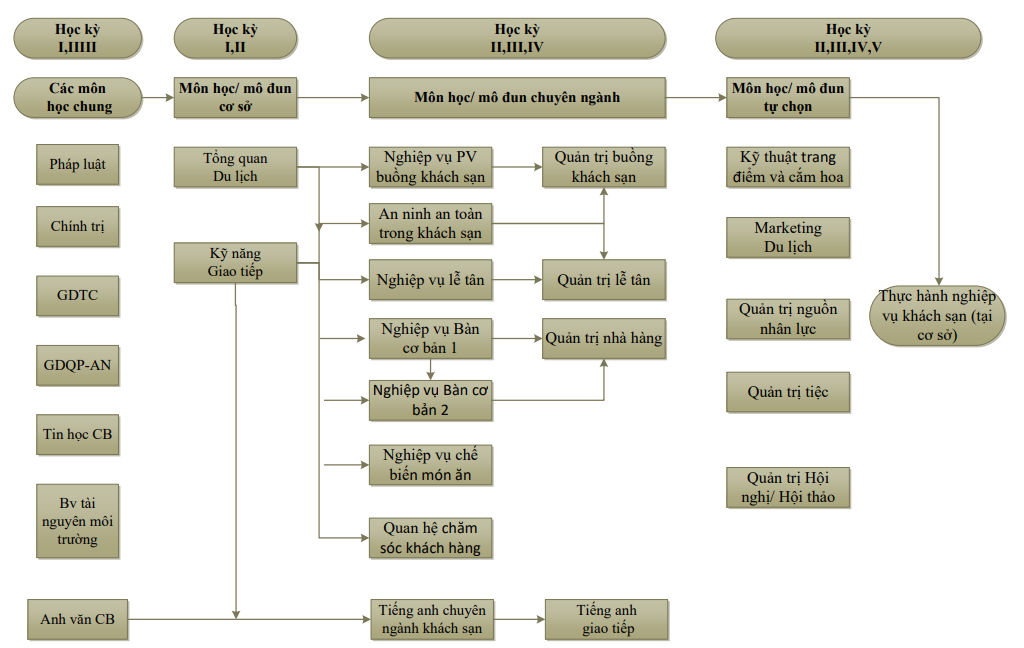 Học kỳ
I,IIIII
Học kỳ
I,II
Học kỳ
II,III,IV
Học kỳ
II,III,IV,V
Các môn
học chung
Môn học/ mô đun
cơ sở
Môn học/ mô đun chuyên ngành
Môn học/ mô đun
tự chọn
Pháp luật
Chính trị
GDTC
GDQP-AN
Tin học CB
Bv tài
nguyên môi
trường
Anh văn CB
Tổng quan
Du lịch
Kỹ năng
Giao tiếp
Nghiệp vụ PV
buồng khách sạn
An ninh an toàn
trong khách sạn
Nghiệp vụ lễ tân
Nghiệp vụ Bàn
cơ bản 1
Nghiệp vụ Bàn cơ
bản 2
Nghiệp vụ chế
biến món ăn
Quan hệ chăm
sóc khách hàng
Tiếng anh chuyên
ngành khách sạn
Quản trị buồng
khách sạn
Quản trị lễ tân
Quản trị nhà hàng
Tiếng anh
giao tiếp
Kỹ thuật trang
điểm và cắm hoa
Marketing
Du lịch
Quản trị nguồn
nhân lực
Quản trị tiệc
Quản trị Hội
nghị/ Hội thảo
Thực hành nghiệp
vụ khách sạn (tại
cơ sở)